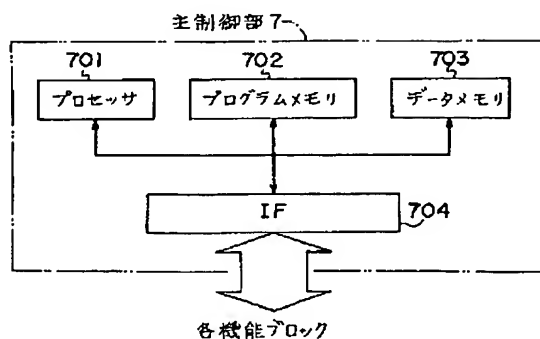 主制御部7
701 702 703
プロセッサ プログラムメモリ データメモリ
IF
704
各機能ブロック